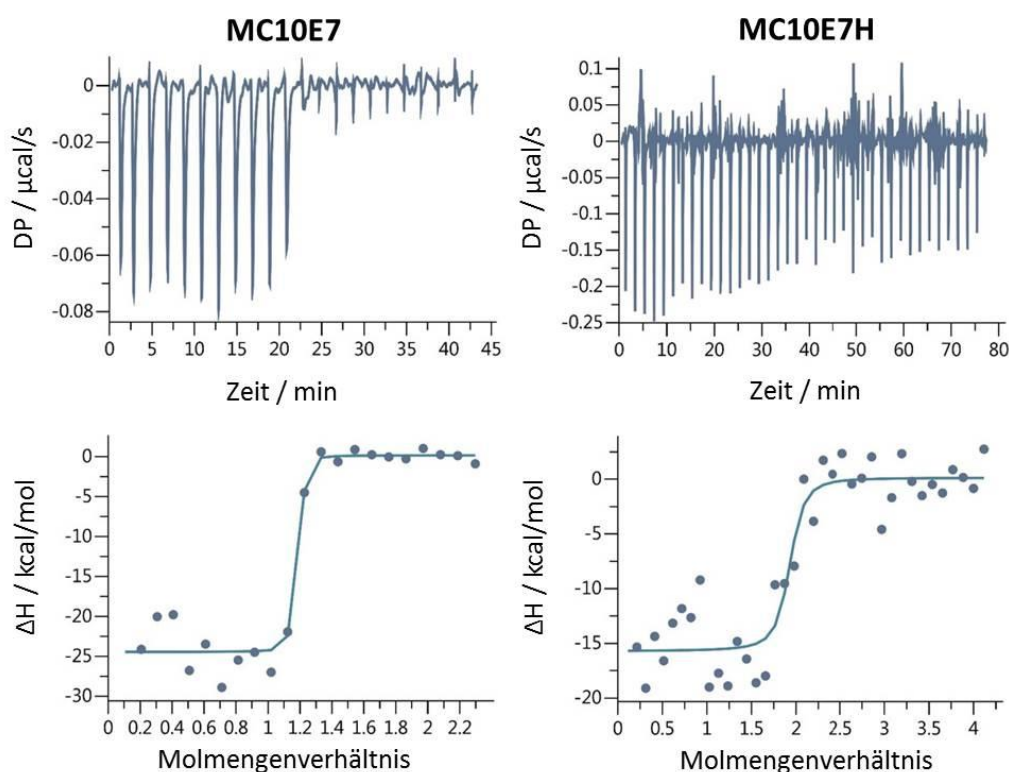 MC10E7
MC10E7H
DP / µcal/s
0
-0.02
-0.04
-0.06
-0.08
0 5 10 15 20 25 30 35 40 45
Zeit / min
DP / µcal/s
0.1
0.05
0
-0.05
-0.1
-0.15
-0.2
-0.25
0 10 20 30 40 50 60 70 80
Zeit / min
ΔH / kcal/mol
0
-5
-10
-15
-20
-25
-30
0 0.2 0.4 0.6 0.8 1 1.2 1.4 1.6 1.8 2 2.2
Molmengenverhältnis
ΔH / kcal/mol
0
-5
-10
-15
-20
0 0.5 1 1.5 2 2.5 3 3.5 4
Molmengenverhältnis